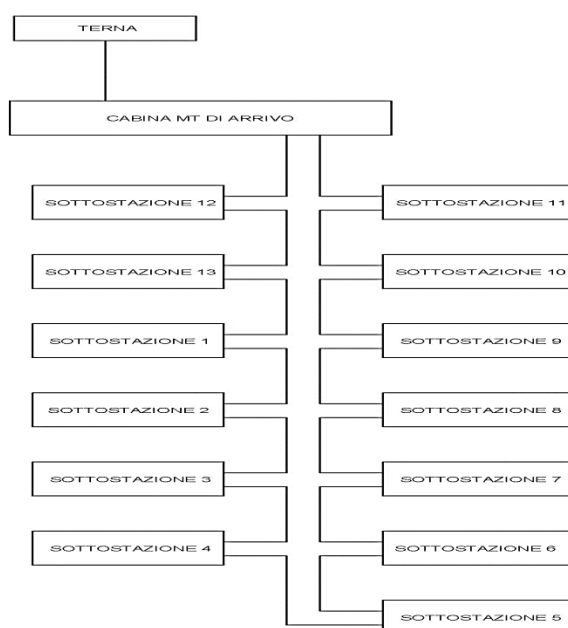 TERNA
CABINA MT DI ARRIVO
SOTTOSTAZIONE 12
SOTTOSTAZIONE 11
SOTTOSTAZIONE 13
SOTTOSTAZIONE 10
SOTTOSTAZIONE 1
SOTTOSTAZIONE 9
SOTTOSTAZIONE 2
SOTTOSTAZIONE 8
SOTTOSTAZIONE 3
SOTTOSTAZIONE 7
SOTTOSTAZIONE 4
SOTTOSTAZIONE 6
SOTTOSTAZIONE 5